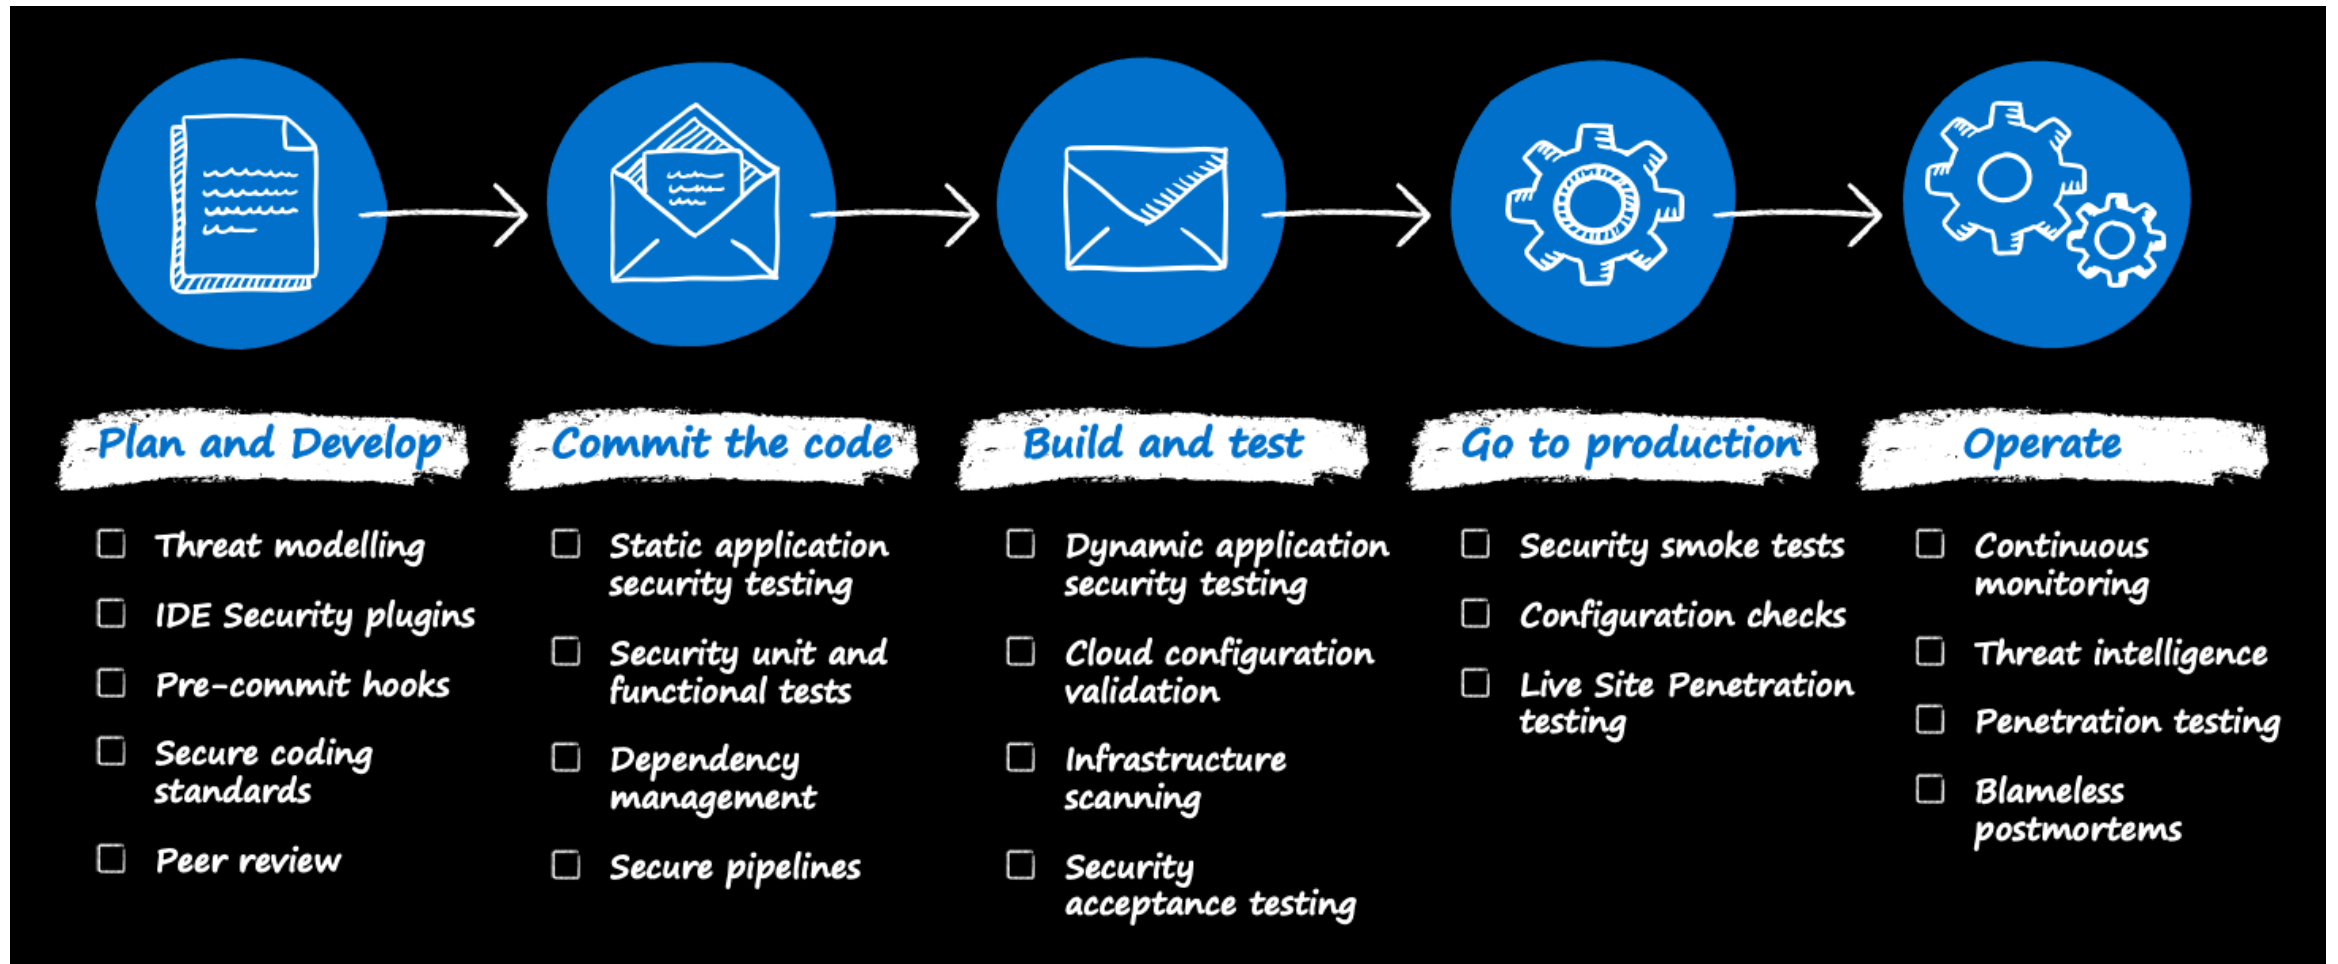 Plan and Develop
Threat modelling
IDE Security plugins
Pre-commit hooks
Secure coding
standards
Peer review
Commit the code
Static application
security testing
Security unit and
functional tests
Dependency
management
Secure pipelines
Build and test
Dynamic application
security testing
Cloud configuration
validation
Infrastructure
scanning
Security
acceptance testing
Go to production
Security smoke tests
Configuration checks
Live Site Penetration
testing
Operate
Continuous
monitoring
Threat intelligence
Penetration testing
Blameless
postmortems